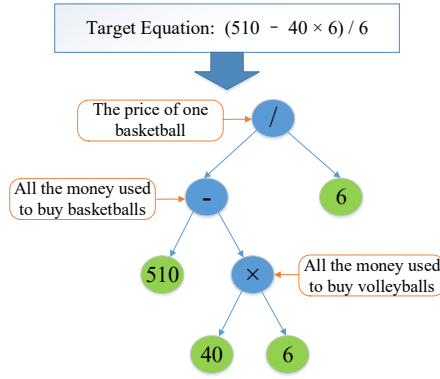 Target Equation: (510 - 40 × 6) / 6
The price of one
basketball
/
All the money used
to buy basketballs
-
6
510
×
All the money used
to buy volleyballs
40
6